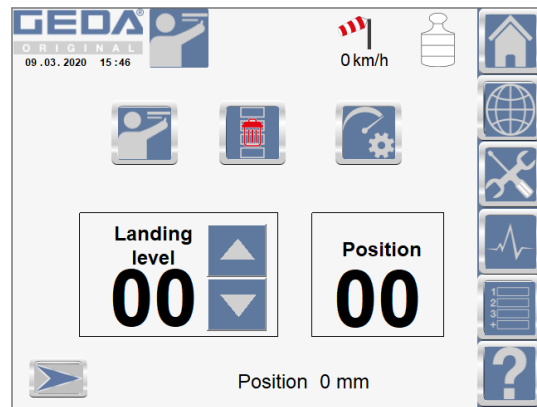 GEDA
ORIGINAL
09.03.2020 15:46
0 km/h
Landing
level
00
Position
00
Position 0 mm
1
2
3
+
?